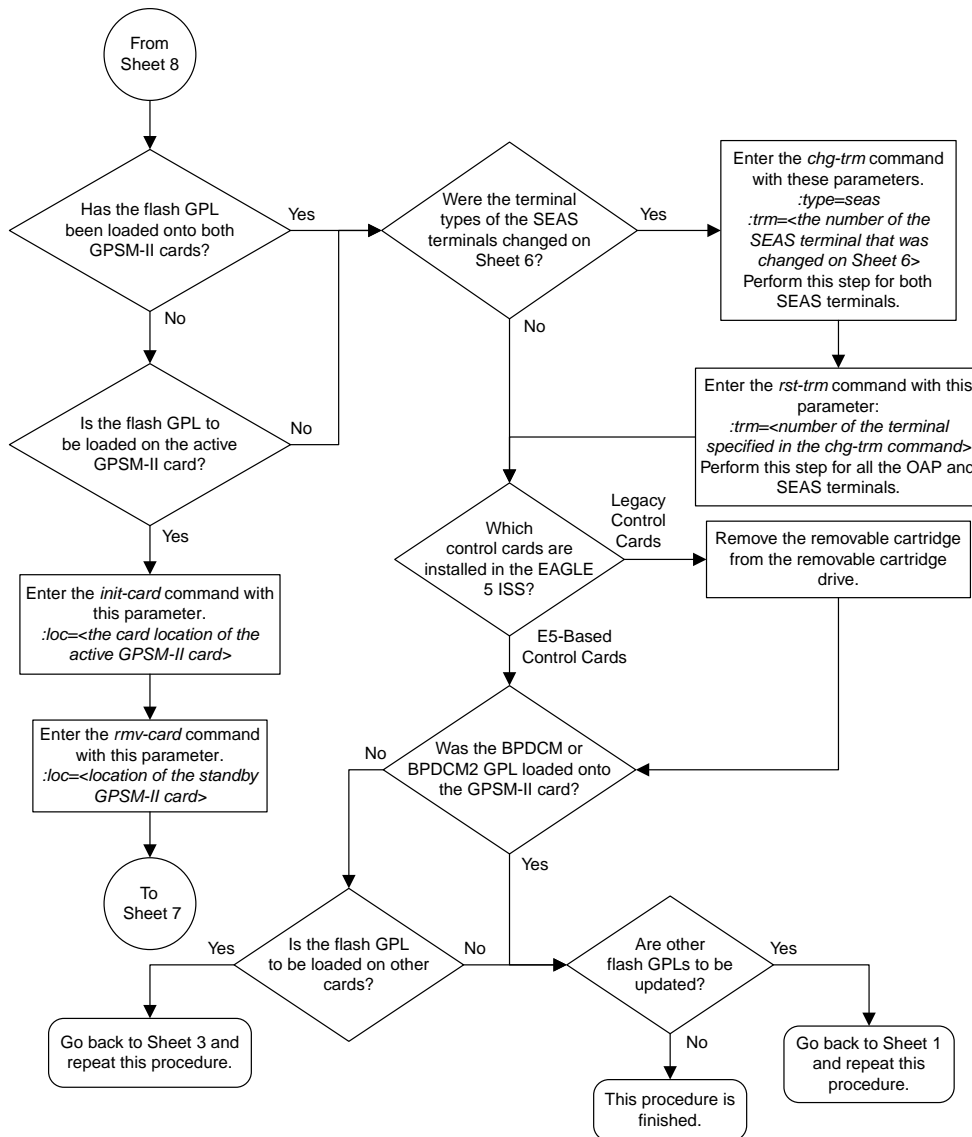 From
Sheet 8
Has the flash GPL
been loaded onto both
GPSM-II cards?
Yes
No
Is the flash GPL to
be loaded on the active
GPSM-II card?
No
Yes
Enter the init-card command with
this parameter.
:loc=<the card location of the
active GPSM-II card>
Enter the rmv-card command
with this parameter.
:loc=<location of the standby
GPSM-II card>
To
Sheet 7
Were the terminal
types of the SEAS
terminals changed on
Sheet 6?
Yes
No
Enter the chg-trm command
with these parameters.
:type=seas
:trm=<the number of the
SEAS terminal that was
changed on Sheet 6>
Perform this step for both
SEAS terminals.
Enter the rst-trm command with this
parameter:
:trm=<number of the terminal
specified in the chg-trm command>
Perform this step for all the OAP and
SEAS terminals.
Which
control cards are
installed in the EAGLE
5 ISS?
Legacy
Control
Cards
Remove the removable cartridge
from the removable cartridge
drive.
E5-Based
Control Cards
Was the BPDCM or
BPDCM2 GPL loaded onto
the GPSM-II card?
No
Yes
Is the flash GPL
to be loaded on other
cards?
Yes
No
Go back to Sheet 3 and
repeat this procedure.
Are other
flash GPLs to be
updated?
Yes
No
Go back to Sheet 1
and repeat this
procedure.
This procedure is
finished.